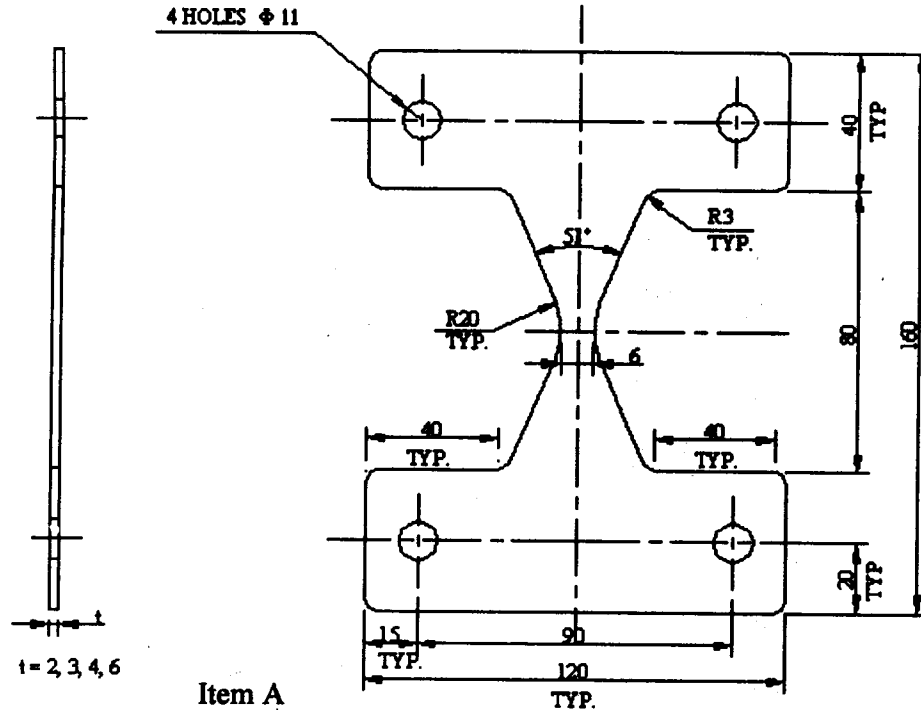 4 HOLES Φ 11
40
TYP
R3
TYP.
51°
R20
TYP.
6
80
160
40
TYP.
40
TYP.
20
TYP
t
15
TYP.
90
120
TYP.
t = 2, 3, 4, 6
Item A